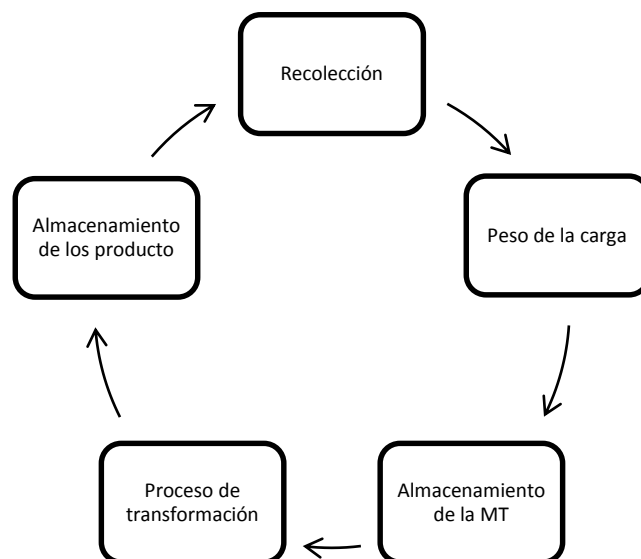 Recolección
Peso de la carga
Almacenamiento
de la MT
Proceso de
transformación
Almacenamiento
de los producto